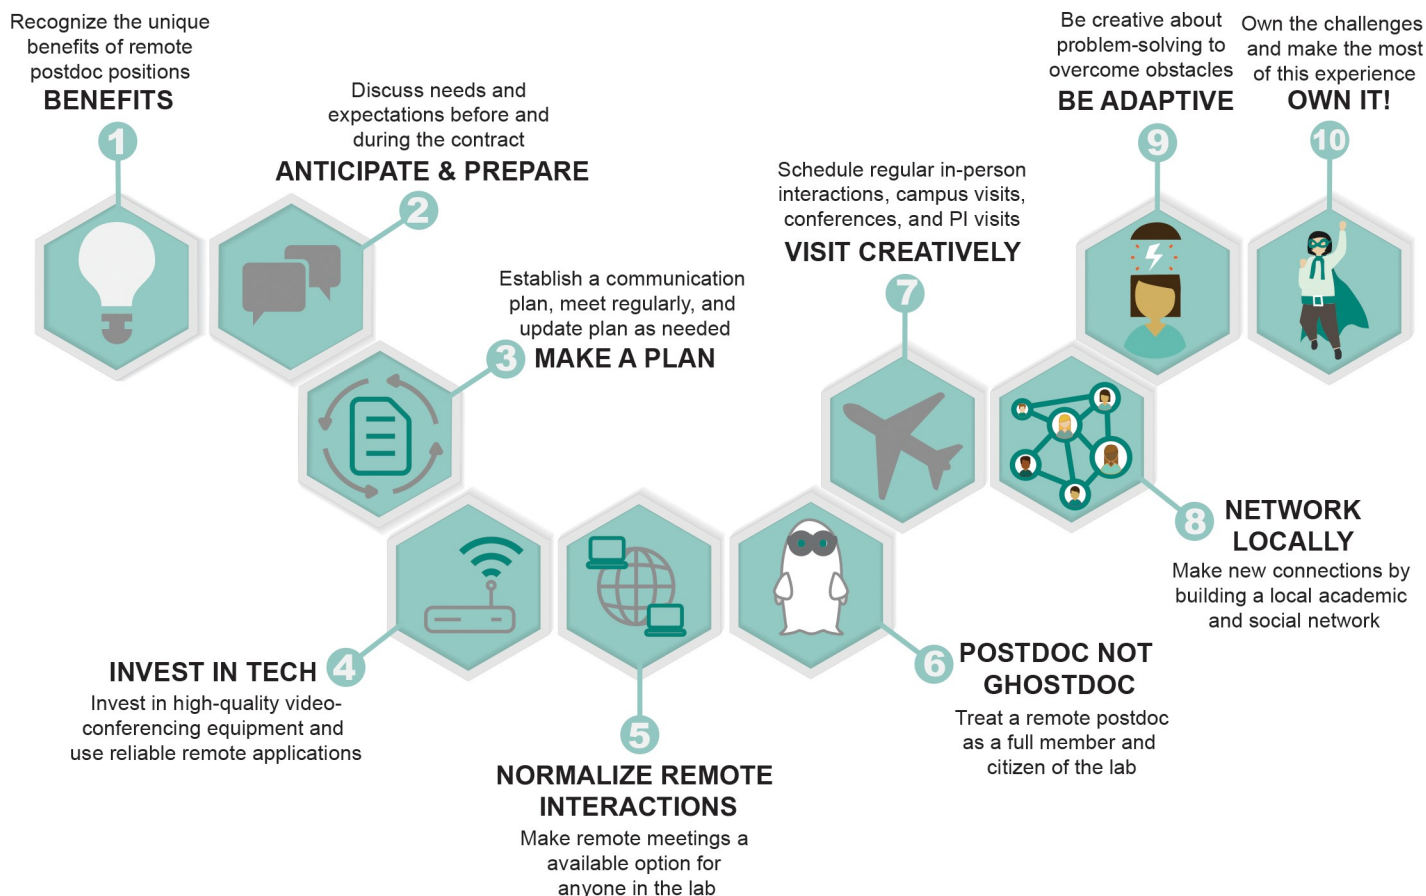 Recognize the unique
benefits of remote
postdoc positions
BENEFITS
1
Discuss needs and
expectations before and
during the contract
ANTICIPATE & PREPARE
2
Establish a communication
plan, meet regularly, and
update plan as needed
3 MAKE A PLAN
INVEST IN TECH 4
Invest in high-quality video-
conferencing equipment and
use reliable remote applications
5
NORMALIZE REMOTE
INTERACTIONS
Make remote meetings a
available option for
anyone in the lab
6 POSTDOC NOT
GHOSTDOC
Treat a remote postdoc
as a full member and
citizen of the lab
Schedule regular in-person
interactions, campus visits,
conferences, and PI visits
VISIT CREATIVELY
7
8 NETWORK
LOCALLY
Make new connections by
building a local academic
and social network
Be creative about
problem-solving to
overcome obstacles
BE ADAPTIVE
9
Own the challenges
and make the most
of this experience
OWN IT!
10